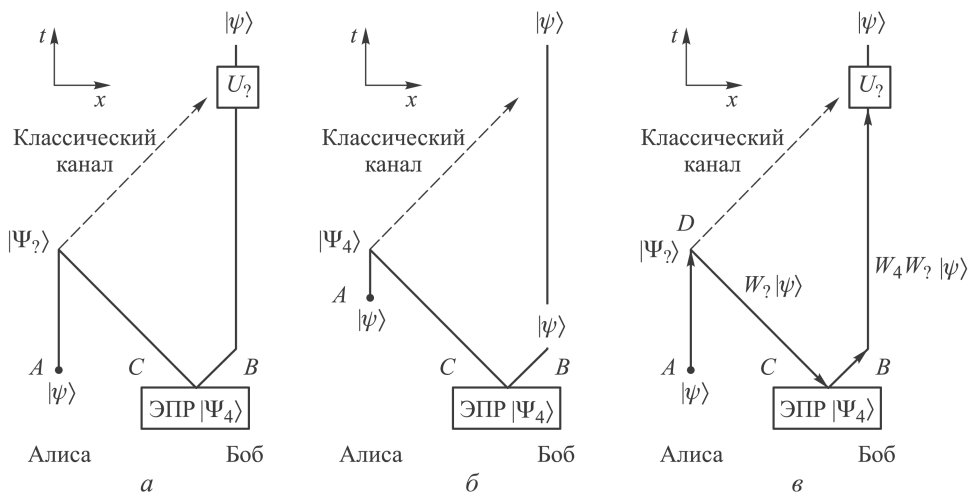 |ψ⟩
t
x
U?
Классический
канал
|Ψ?⟩
A
|ψ⟩
C
B
ЭПР |Ψ4⟩
Алиса
Боб
а
|ψ⟩
t
x
Классический
канал
|Ψ4⟩
A
|ψ⟩
|ψ⟩
C
B
ЭПР |Ψ4⟩
Алиса
Боб
б
|ψ⟩
t
x
U?
Классический
канал
D
|Ψ?⟩
W? |ψ⟩
W4W? |ψ⟩
A
|ψ⟩
C
B
ЭПР |Ψ4⟩
Алиса
Боб
в